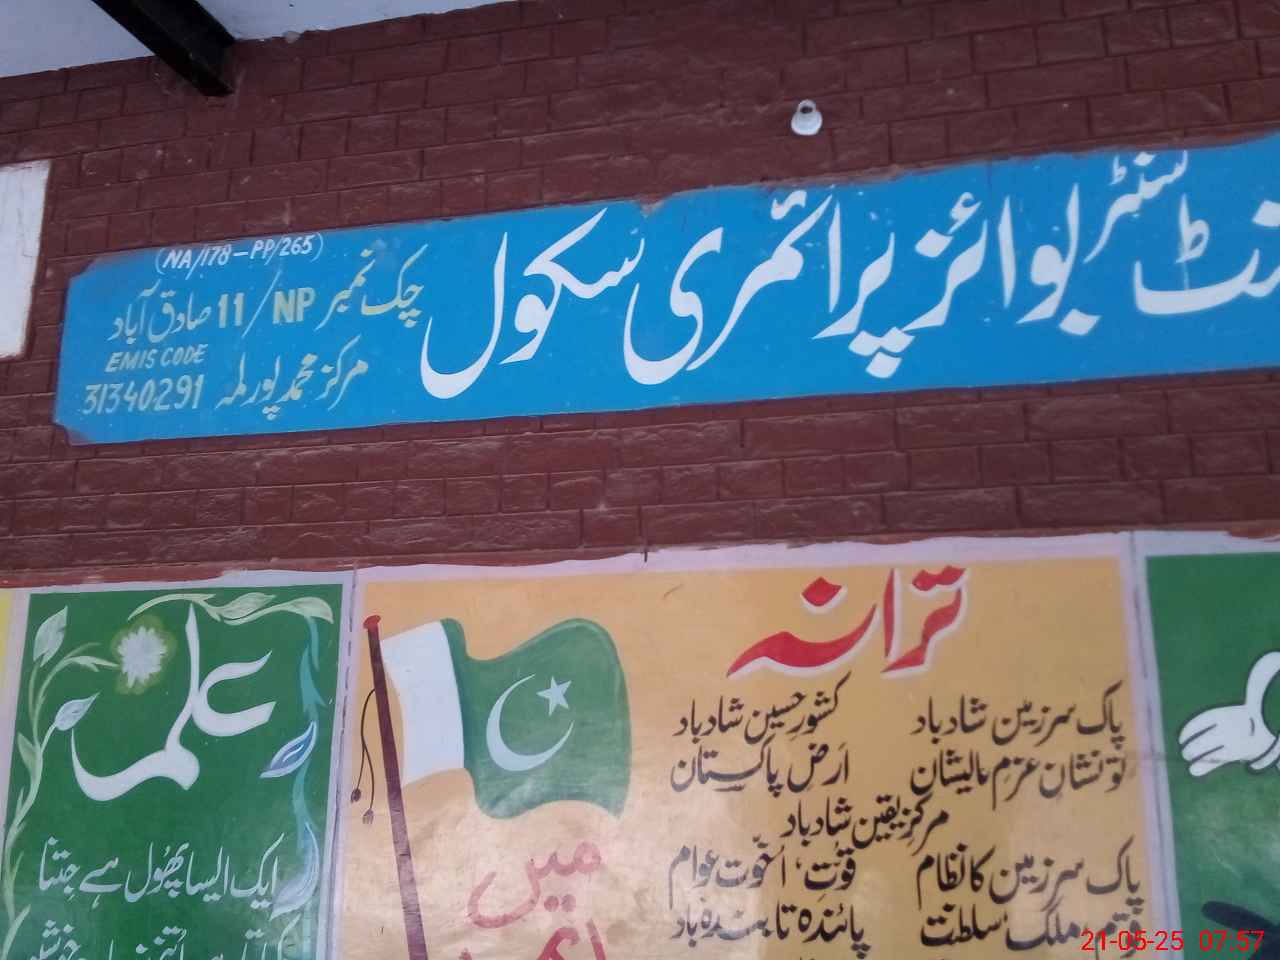 سنٹر
بوائز پرائمری سکول
(NA/178-PP/265)
چک نمبر 11/NP صادق آباد
EMIS CODE
مرکز محمد پور لمہ
31340291
ترانہ
پاک سرزمین شاد باد کشور حسین شاد باد
تو نشان عزم عالیشان ارض پاکستان
مرکز یقین شاد باد
پاک سرزمین کا نظام قوت اخوت عوام
قوم، ملک، سلطنت پائندہ تابندہ باد
میں
علم
ایک ایسا پھول ہے جتنا
21-05-25 07:57